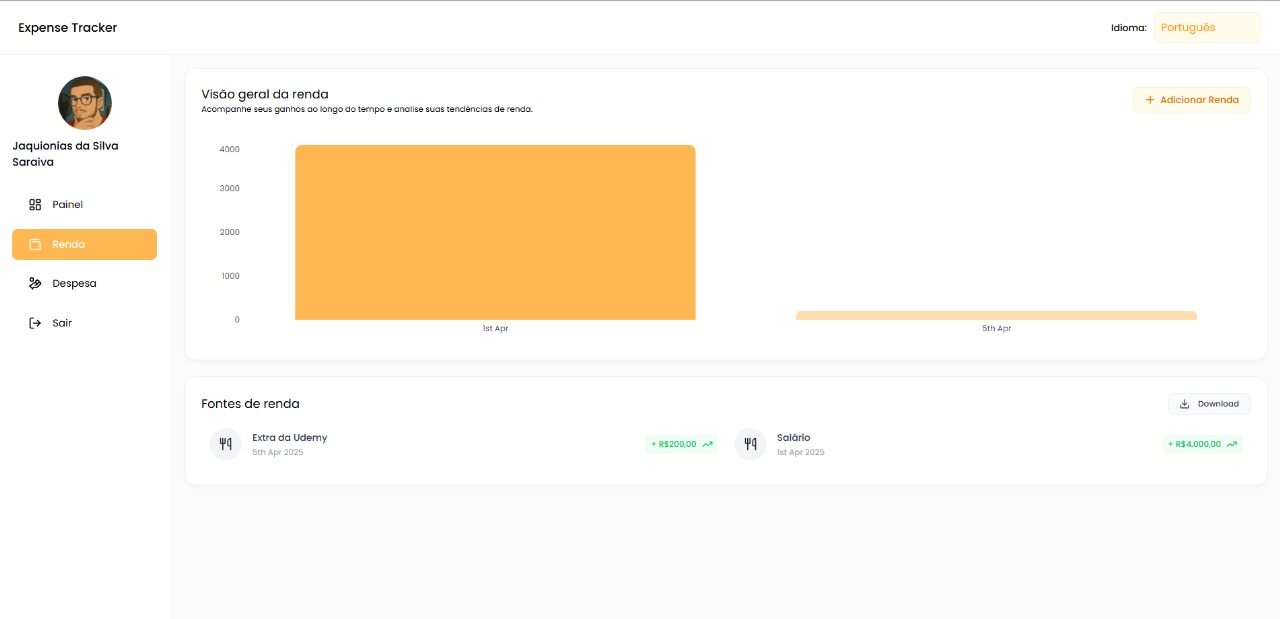 Expense Tracker
Idioma:
Português
Jaquionias da Silva
Saraiva
Painel
Renda
Despesa
Sair
Visão geral da renda
Acompanhe seus ganhos ao longo do tempo e analise suas tendências de renda.
+ Adicionar Renda
4000
3000
2000
1000
0
1st Apr
5th Apr
Fontes de renda
Download
Extra da Udemy
5th Apr 2025
+ R$200,00
Salário
1st Apr 2025
+ R$4.000,00